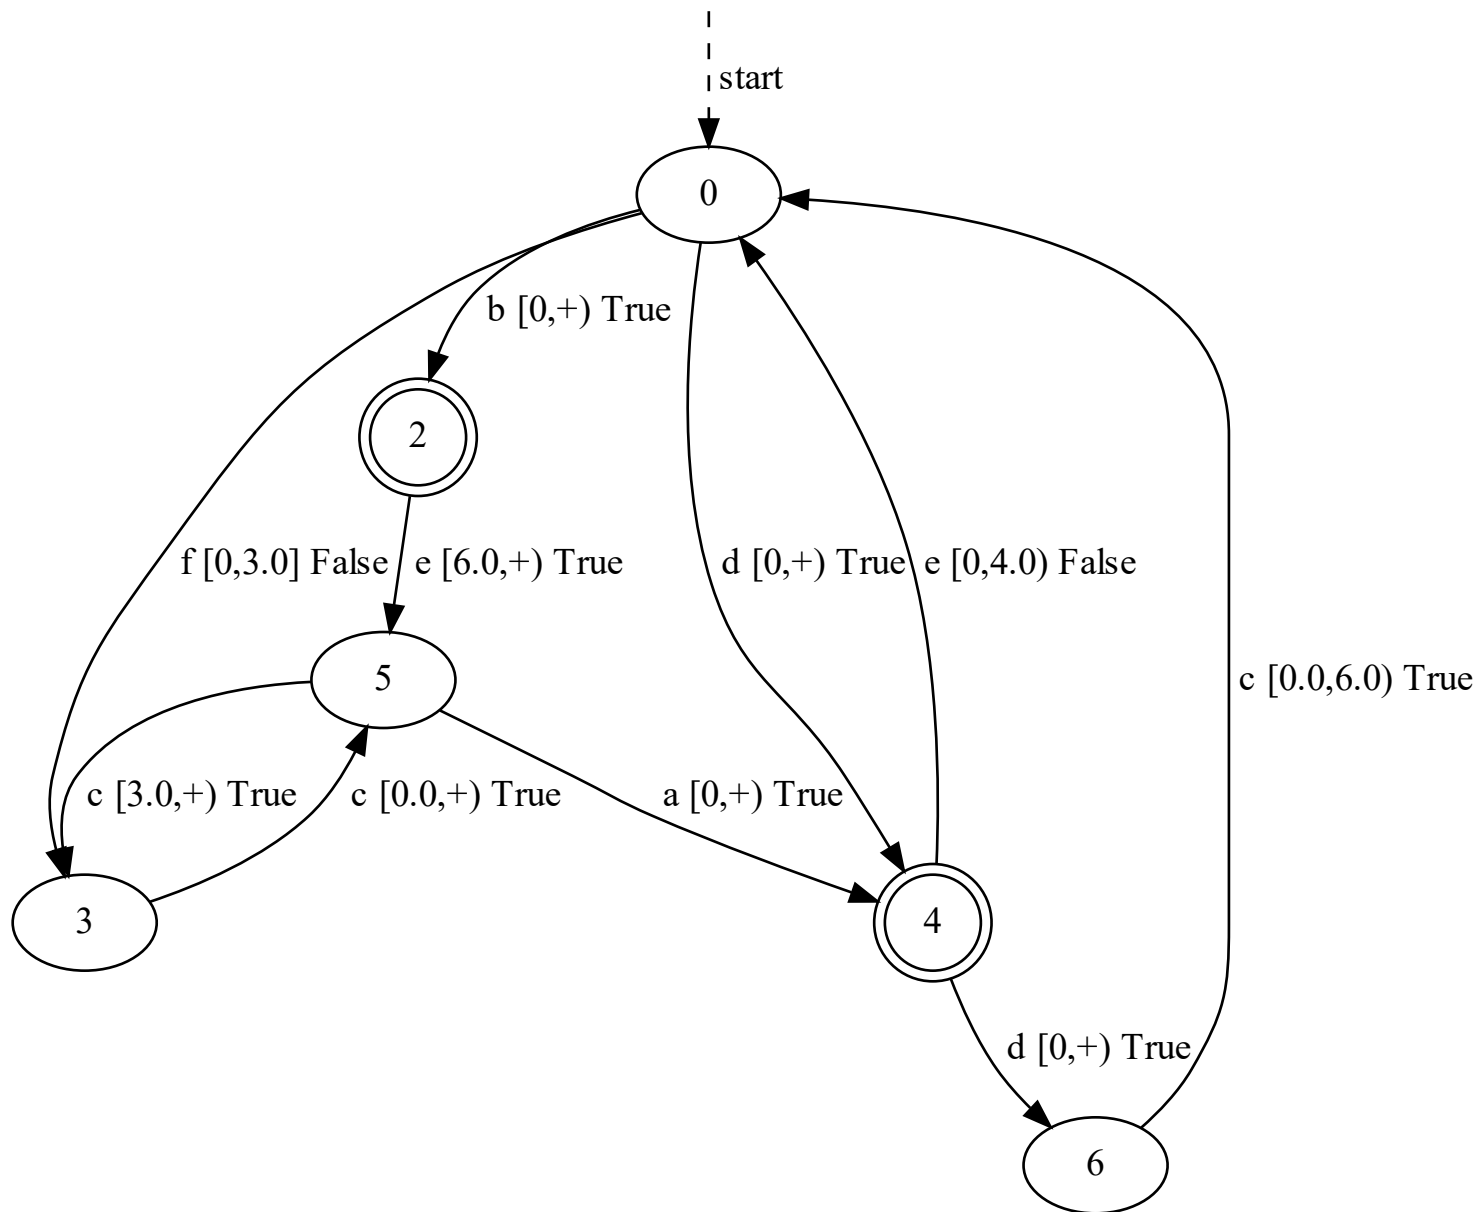 start
0
b [0,+) True
2
f [0,3.0] False
e [6.0,+) True
d [0,+) True
e [0,4.0) False
5
c [0.0,6.0) True
c [3.0,+) True
c [0.0,+) True
a [0,+) True
3
4
d [0,+) True
6